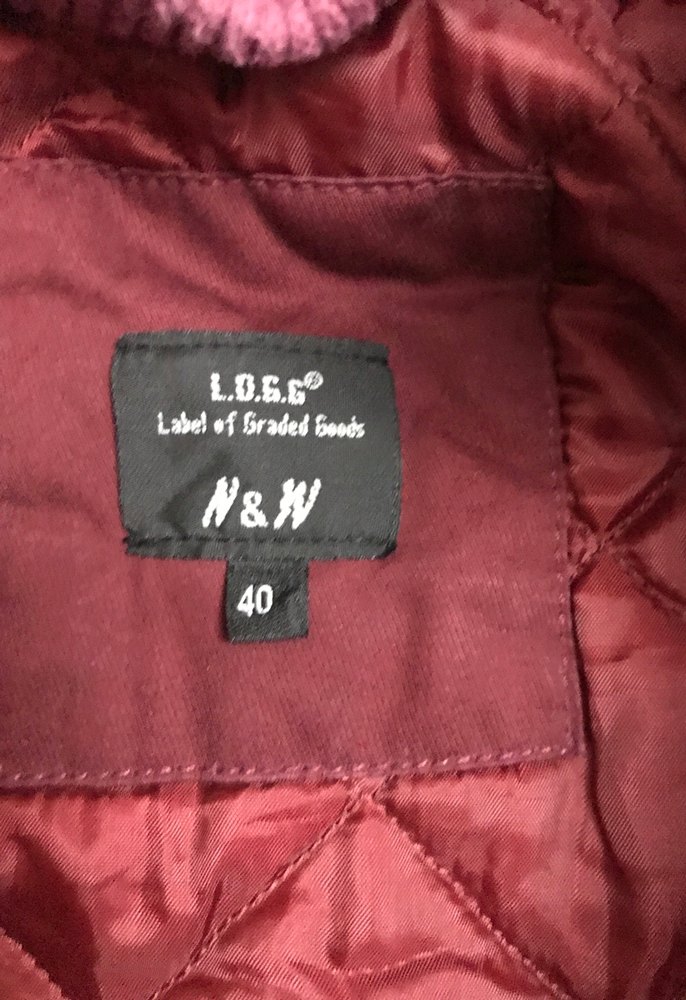 L.O.G.G®
Label of Graded Goods
N & W
40